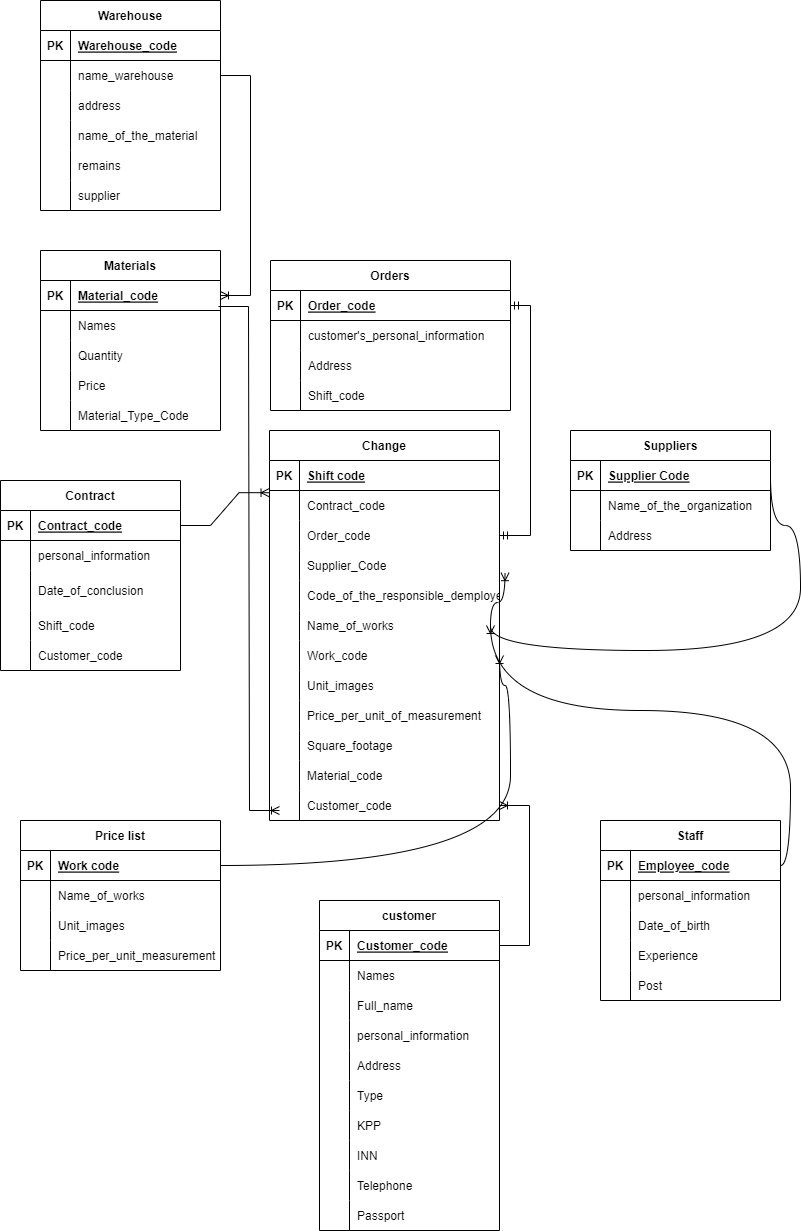 Warehouse
PK Warehouse_code
name_warehouse
address
name_of_the_material
remains
supplier
Materials
PK Material_code
Names
Quantity
Price
Material_Type_Code
Orders
PK Order_code
customer's_personal_information
Address
Shift_code
Change
PK Shift code
Contract_code
Order_code
Supplier_Code
Code_of_the_responsible_demploye
Name_of_works
Work_code
Unit_images
Price_per_unit_of_measurement
Square_footage
Material_code
Customer_code
Suppliers
PK Supplier Code
Name_of_the_organization
Address
Contract
PK Contract_code
personal_information
Date_of_conclusion
Shift_code
Customer_code
Price list
PK Work code
Name_of_works
Unit_images
Price_per_unit_measurement
Staff
PK Employee_code
personal_information
Date_of_birth
Experience
Post
customer
PK Customer_code
Names
Full_name
personal_information
Address
Type
KPP
INN
Telephone
Passport